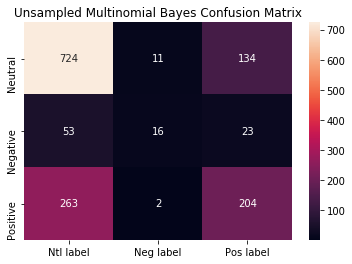 Unsampled Multinomial Bayes Confusion Matrix
Neutral 724 11 134
Negative 53 16 23
Positive 263 2 204
Ntl label Neg label Pos label
700
600
500
400
300
200
100